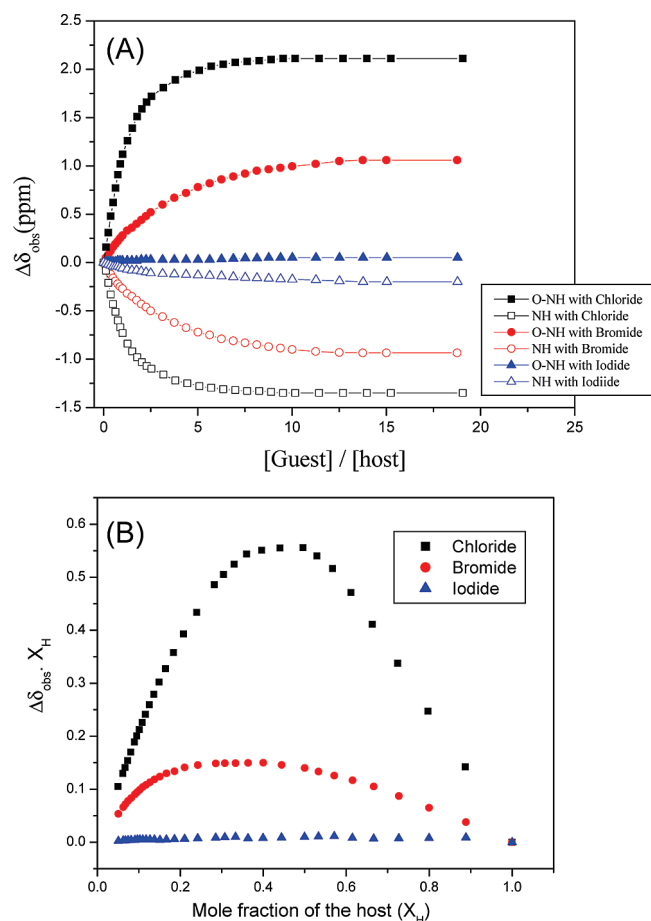 (A)
2.5
2.0
1.5
1.0
0.5
0.0
-0.5
-1.0
-1.5
Δδobs(ppm)
O-NH with Chloride
NH with Chloride
O-NH with Bromide
NH with Bromide
O-NH with Iodide
NH with Iodiide
0 5 10 15 20 25
[Guest] / [host]
(B)
0.6
0.5
0.4
0.3
0.2
0.1
0.0
Δδobs. XH
Chloride
Bromide
Iodide
0.0 0.2 0.4 0.6 0.8 1.0
Mole fraction of the host (XH)